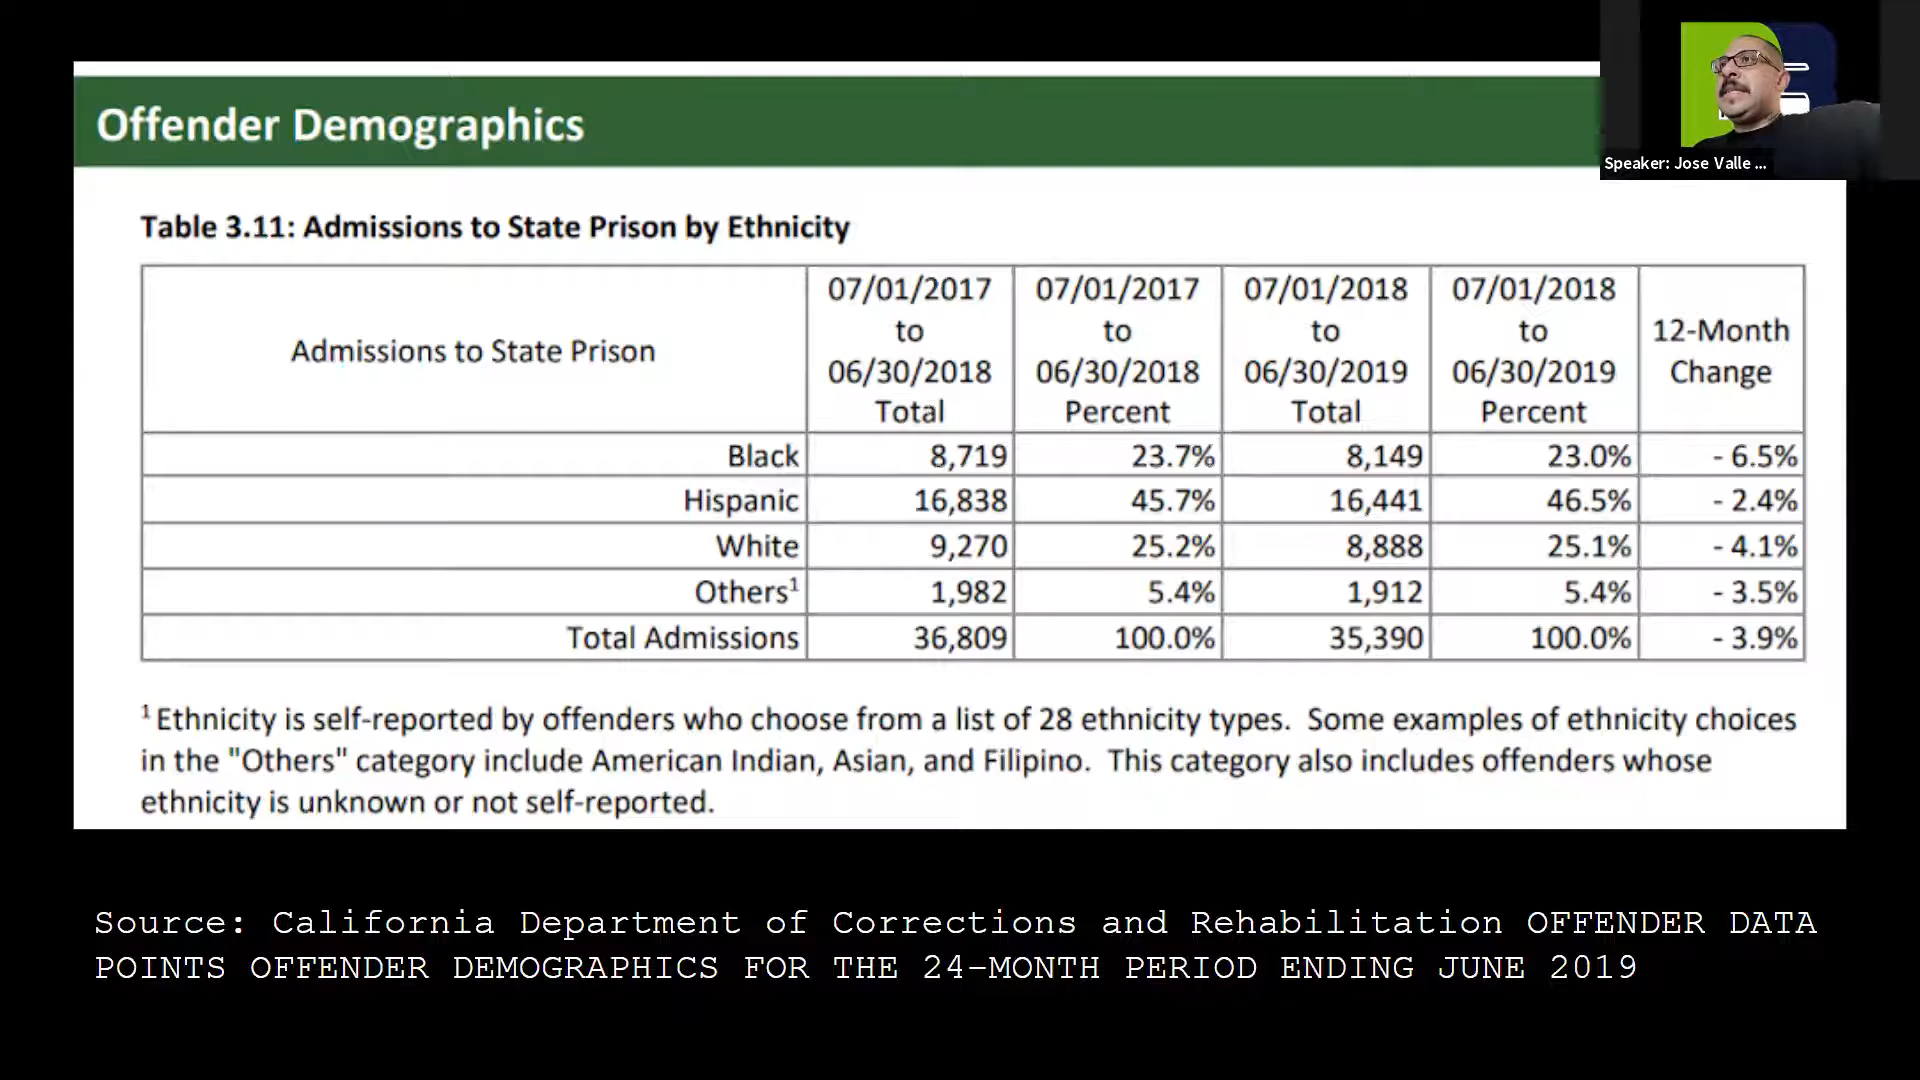 Offender Demographics
Speaker: Jose Valle ...
Table 3.11: Admissions to State Prison by Ethnicity
Admissions to State Prison
07/01/2017 to 06/30/2018 Total
07/01/2017 to 06/30/2018 Percent
07/01/2018 to 06/30/2019 Total
07/01/2018 to 06/30/2019 Percent
12-Month Change
Black 8,719 23.7% 8,149 23.0% - 6.5%
Hispanic 16,838 45.7% 16,441 46.5% - 2.4%
White 9,270 25.2% 8,888 25.1% - 4.1%
Others¹ 1,982 5.4% 1,912 5.4% - 3.5%
Total Admissions 36,809 100.0% 35,390 100.0% - 3.9%
¹ Ethnicity is self-reported by offenders who choose from a list of 28 ethnicity types. Some examples of ethnicity choices
in the "Others" category include American Indian, Asian, and Filipino. This category also includes offenders whose
ethnicity is unknown or not self-reported.
Source: California Department of Corrections and Rehabilitation OFFENDER DATA
POINTS OFFENDER DEMOGRAPHICS FOR THE 24-MONTH PERIOD ENDING JUNE 2019